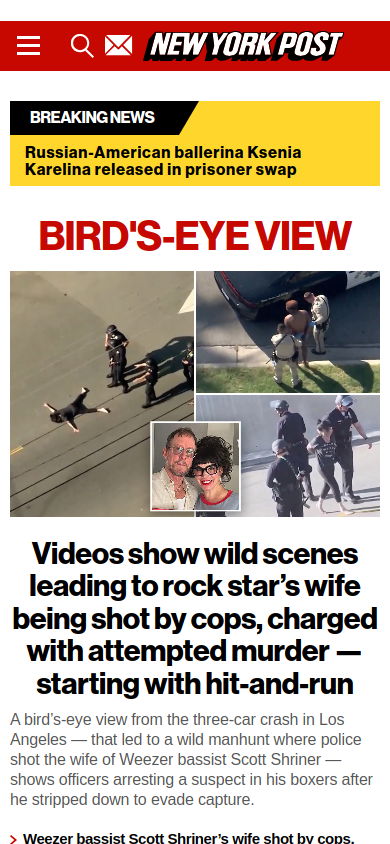 NEW YORK POST
BREAKING NEWS
Russian-American ballerina Ksenia
Karelina released in prisoner swap
BIRD'S-EYE VIEW
Videos show wild scenes
leading to rock star’s wife
being shot by cops, charged
with attempted murder —
starting with hit-and-run
A bird’s-eye view from the three-car crash in Los
Angeles — that led to a wild manhunt where police
shot the wife of Weezer bassist Scott Shriner —
shows officers arresting a suspect in his boxers after
he stripped down to evade capture.
Weezer bassist Scott Shriner’s wife shot by cops,